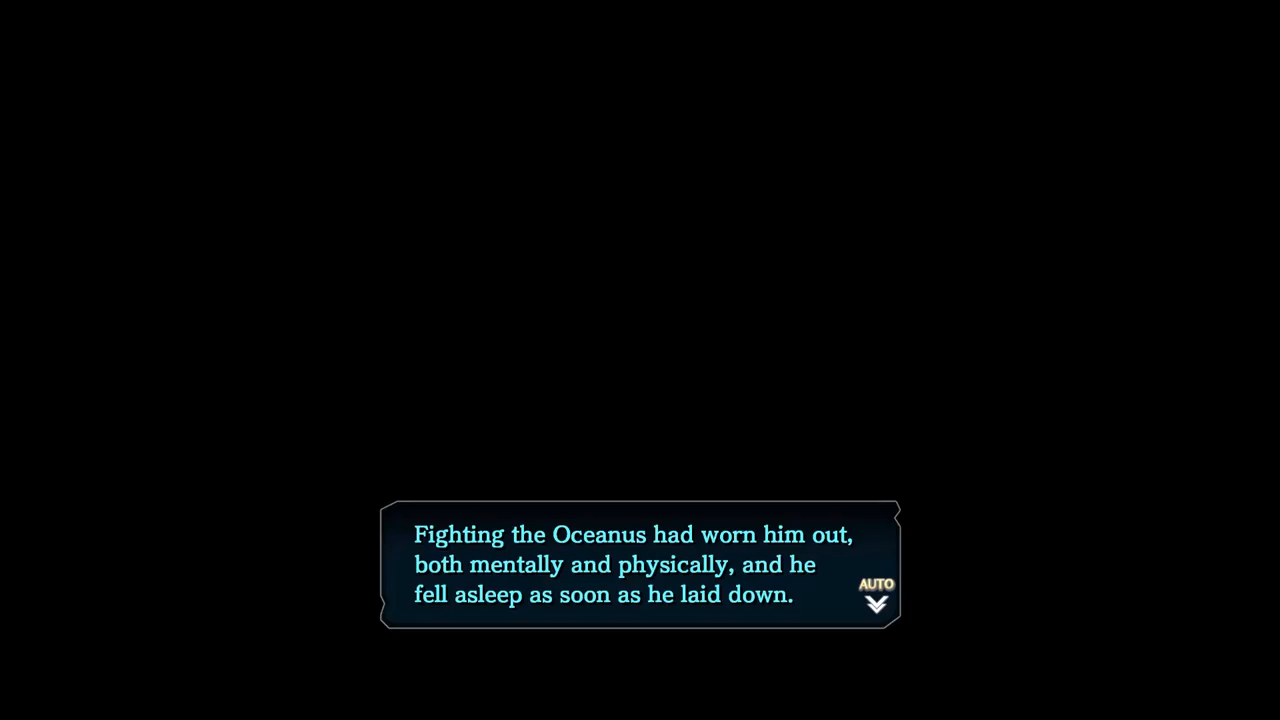 Fighting the Oceanus had worn him out,
both mentally and physically, and he
fell asleep as soon as he laid down.
AUTO